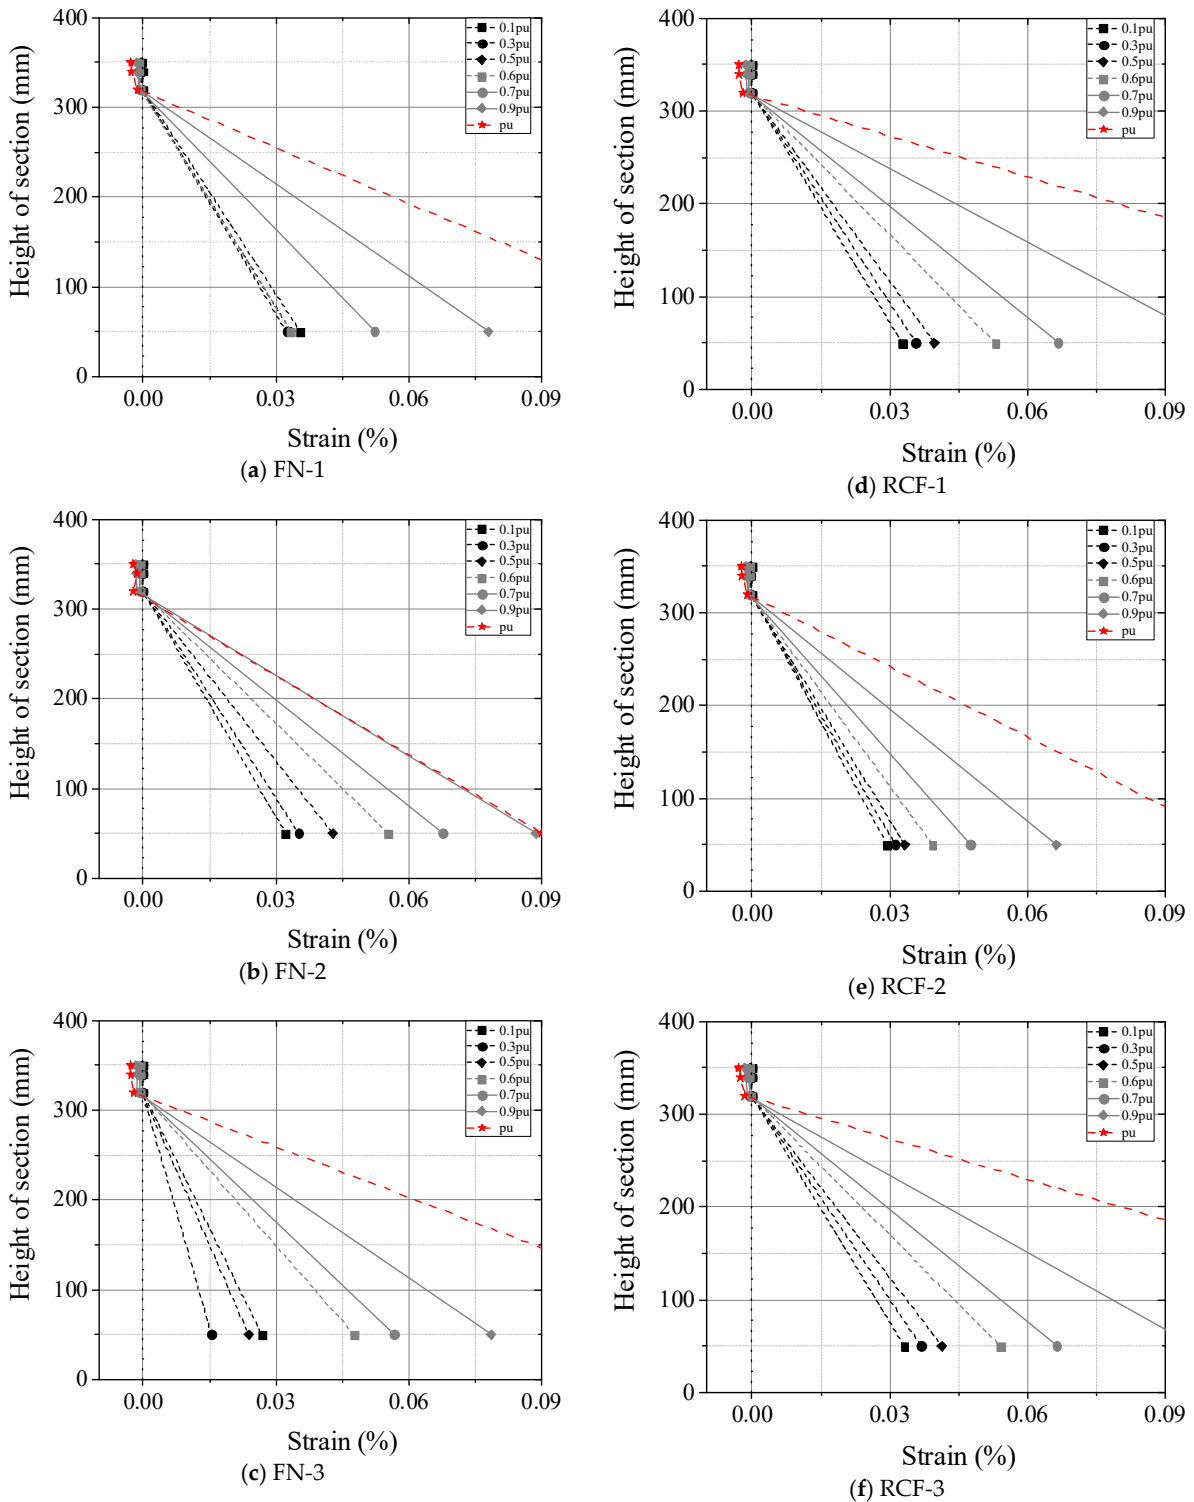 400
300
200
100
0
Height of section (mm)
0.1pu
0.3pu
0.5pu
0.6pu
0.7pu
0.9pu
pu
0.00 0.03 0.06 0.09
Strain (%)
(a) FN-1
400
300
200
100
0
Height of section (mm)
0.1pu
0.3pu
0.5pu
0.6pu
0.7pu
0.9pu
pu
0.00 0.03 0.06 0.09
Strain (%)
(d) RCF-1
400
300
200
100
0
Height of section (mm)
0.1pu
0.3pu
0.5pu
0.6pu
0.7pu
0.9pu
pu
0.00 0.03 0.06 0.09
Strain (%)
(b) FN-2
400
300
200
100
0
Height of section (mm)
0.1pu
0.3pu
0.5pu
0.6pu
0.7pu
0.9pu
pu
0.00 0.03 0.06 0.09
Strain (%)
(e) RCF-2
400
300
200
100
0
Height of section (mm)
0.1pu
0.3pu
0.5pu
0.6pu
0.7pu
0.9pu
pu
0.00 0.03 0.06 0.09
Strain (%)
(c) FN-3
400
300
200
100
0
Height of section (mm)
0.1pu
0.3pu
0.5pu
0.6pu
0.7pu
0.9pu
pu
0.00 0.03 0.06 0.09
Strain (%)
(f) RCF-3